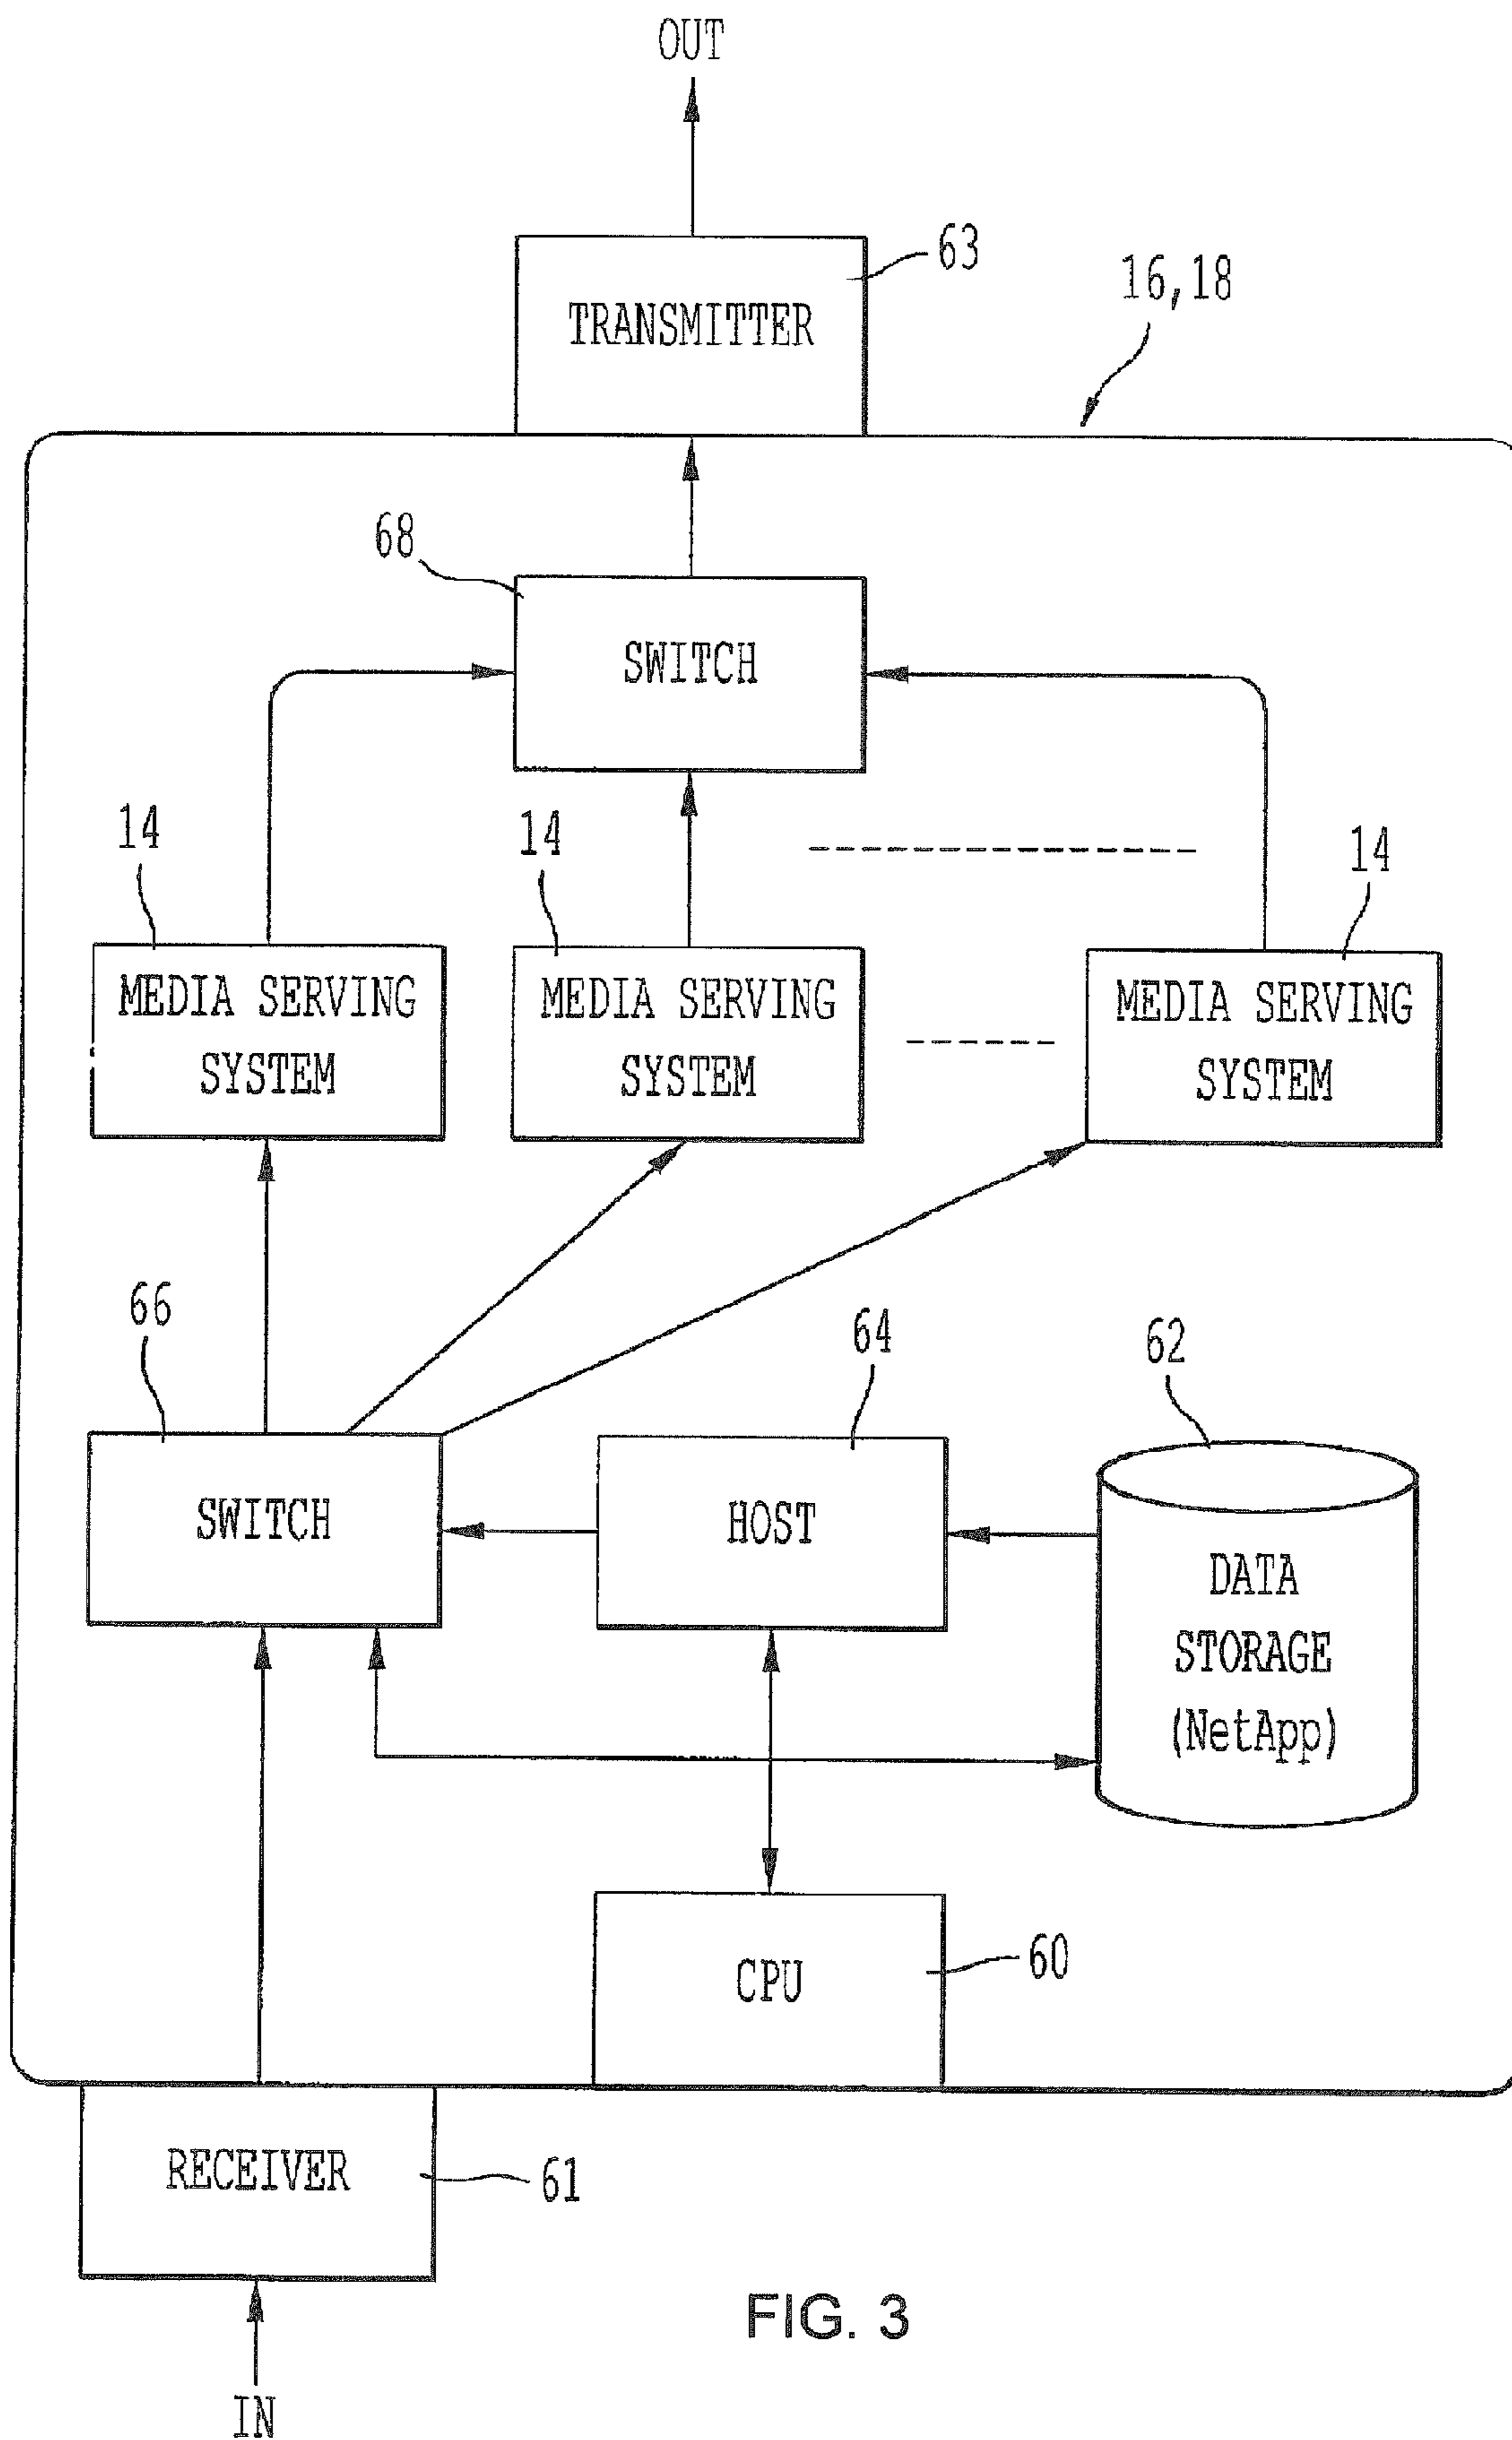 OUT
63
TRANSMITTER
16,18
68
SWITCH
14
14
14
MEDIA SERVING
SYSTEM
MEDIA SERVING
SYSTEM
MEDIA SERVING
SYSTEM
66
64
62
SWITCH
HOST
DATA
STORAGE
(NetApp)
CPU
60
RECEIVER
61
FIG. 3
IN